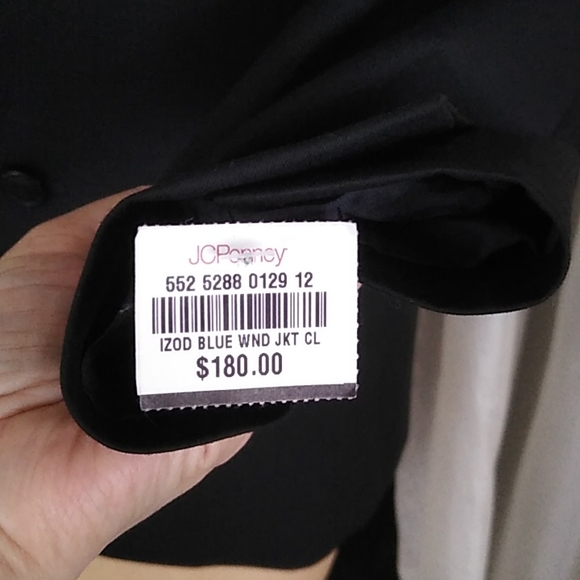 JCPenney
552 5288 0129 12
IZOD BLUE WND JKT CL
$180.00